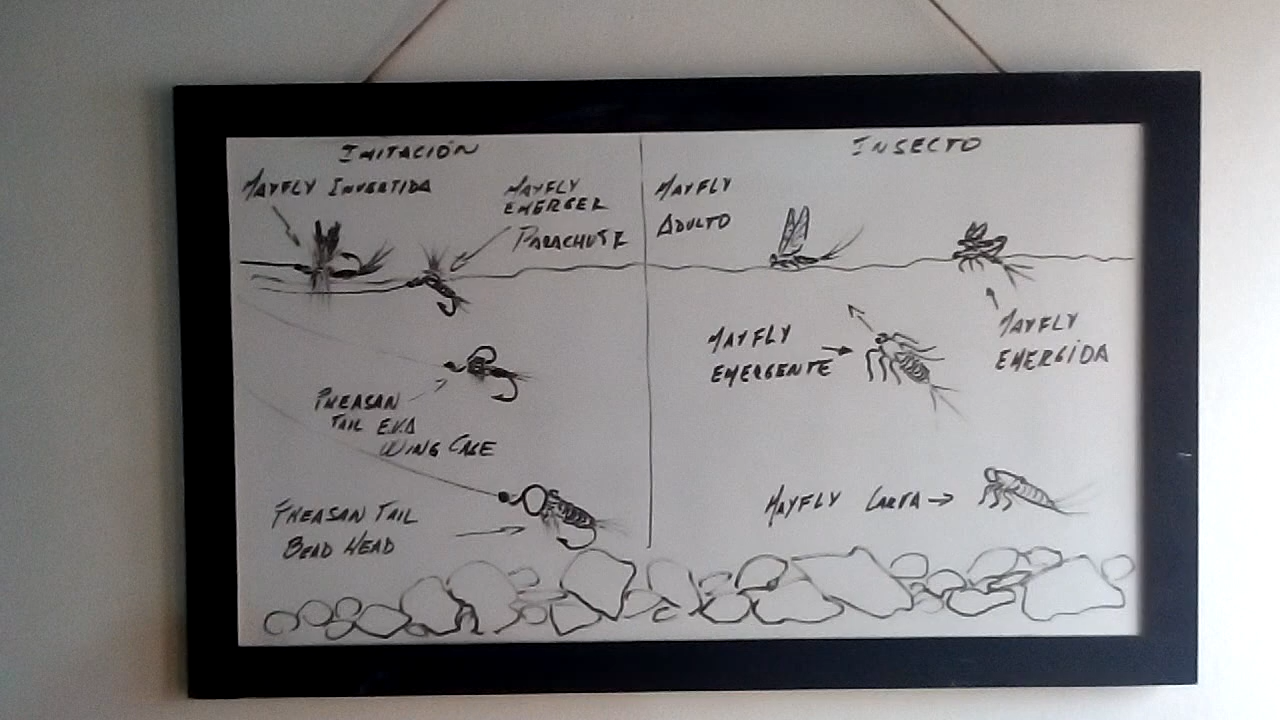 IMITACIÓN
MAYFLY INVERTIDA
MAYFLY
EMERGER
PARACHUTE
PHEASAN
TAIL E.V.A
WING CASE
PHEASAN TAIL
BEAD HEAD
INSECTO
MAYFLY
ADULTO
MAYFLY
EMERGENTE
MAYFLY
EMERGIDA
MAYFLY LARVA